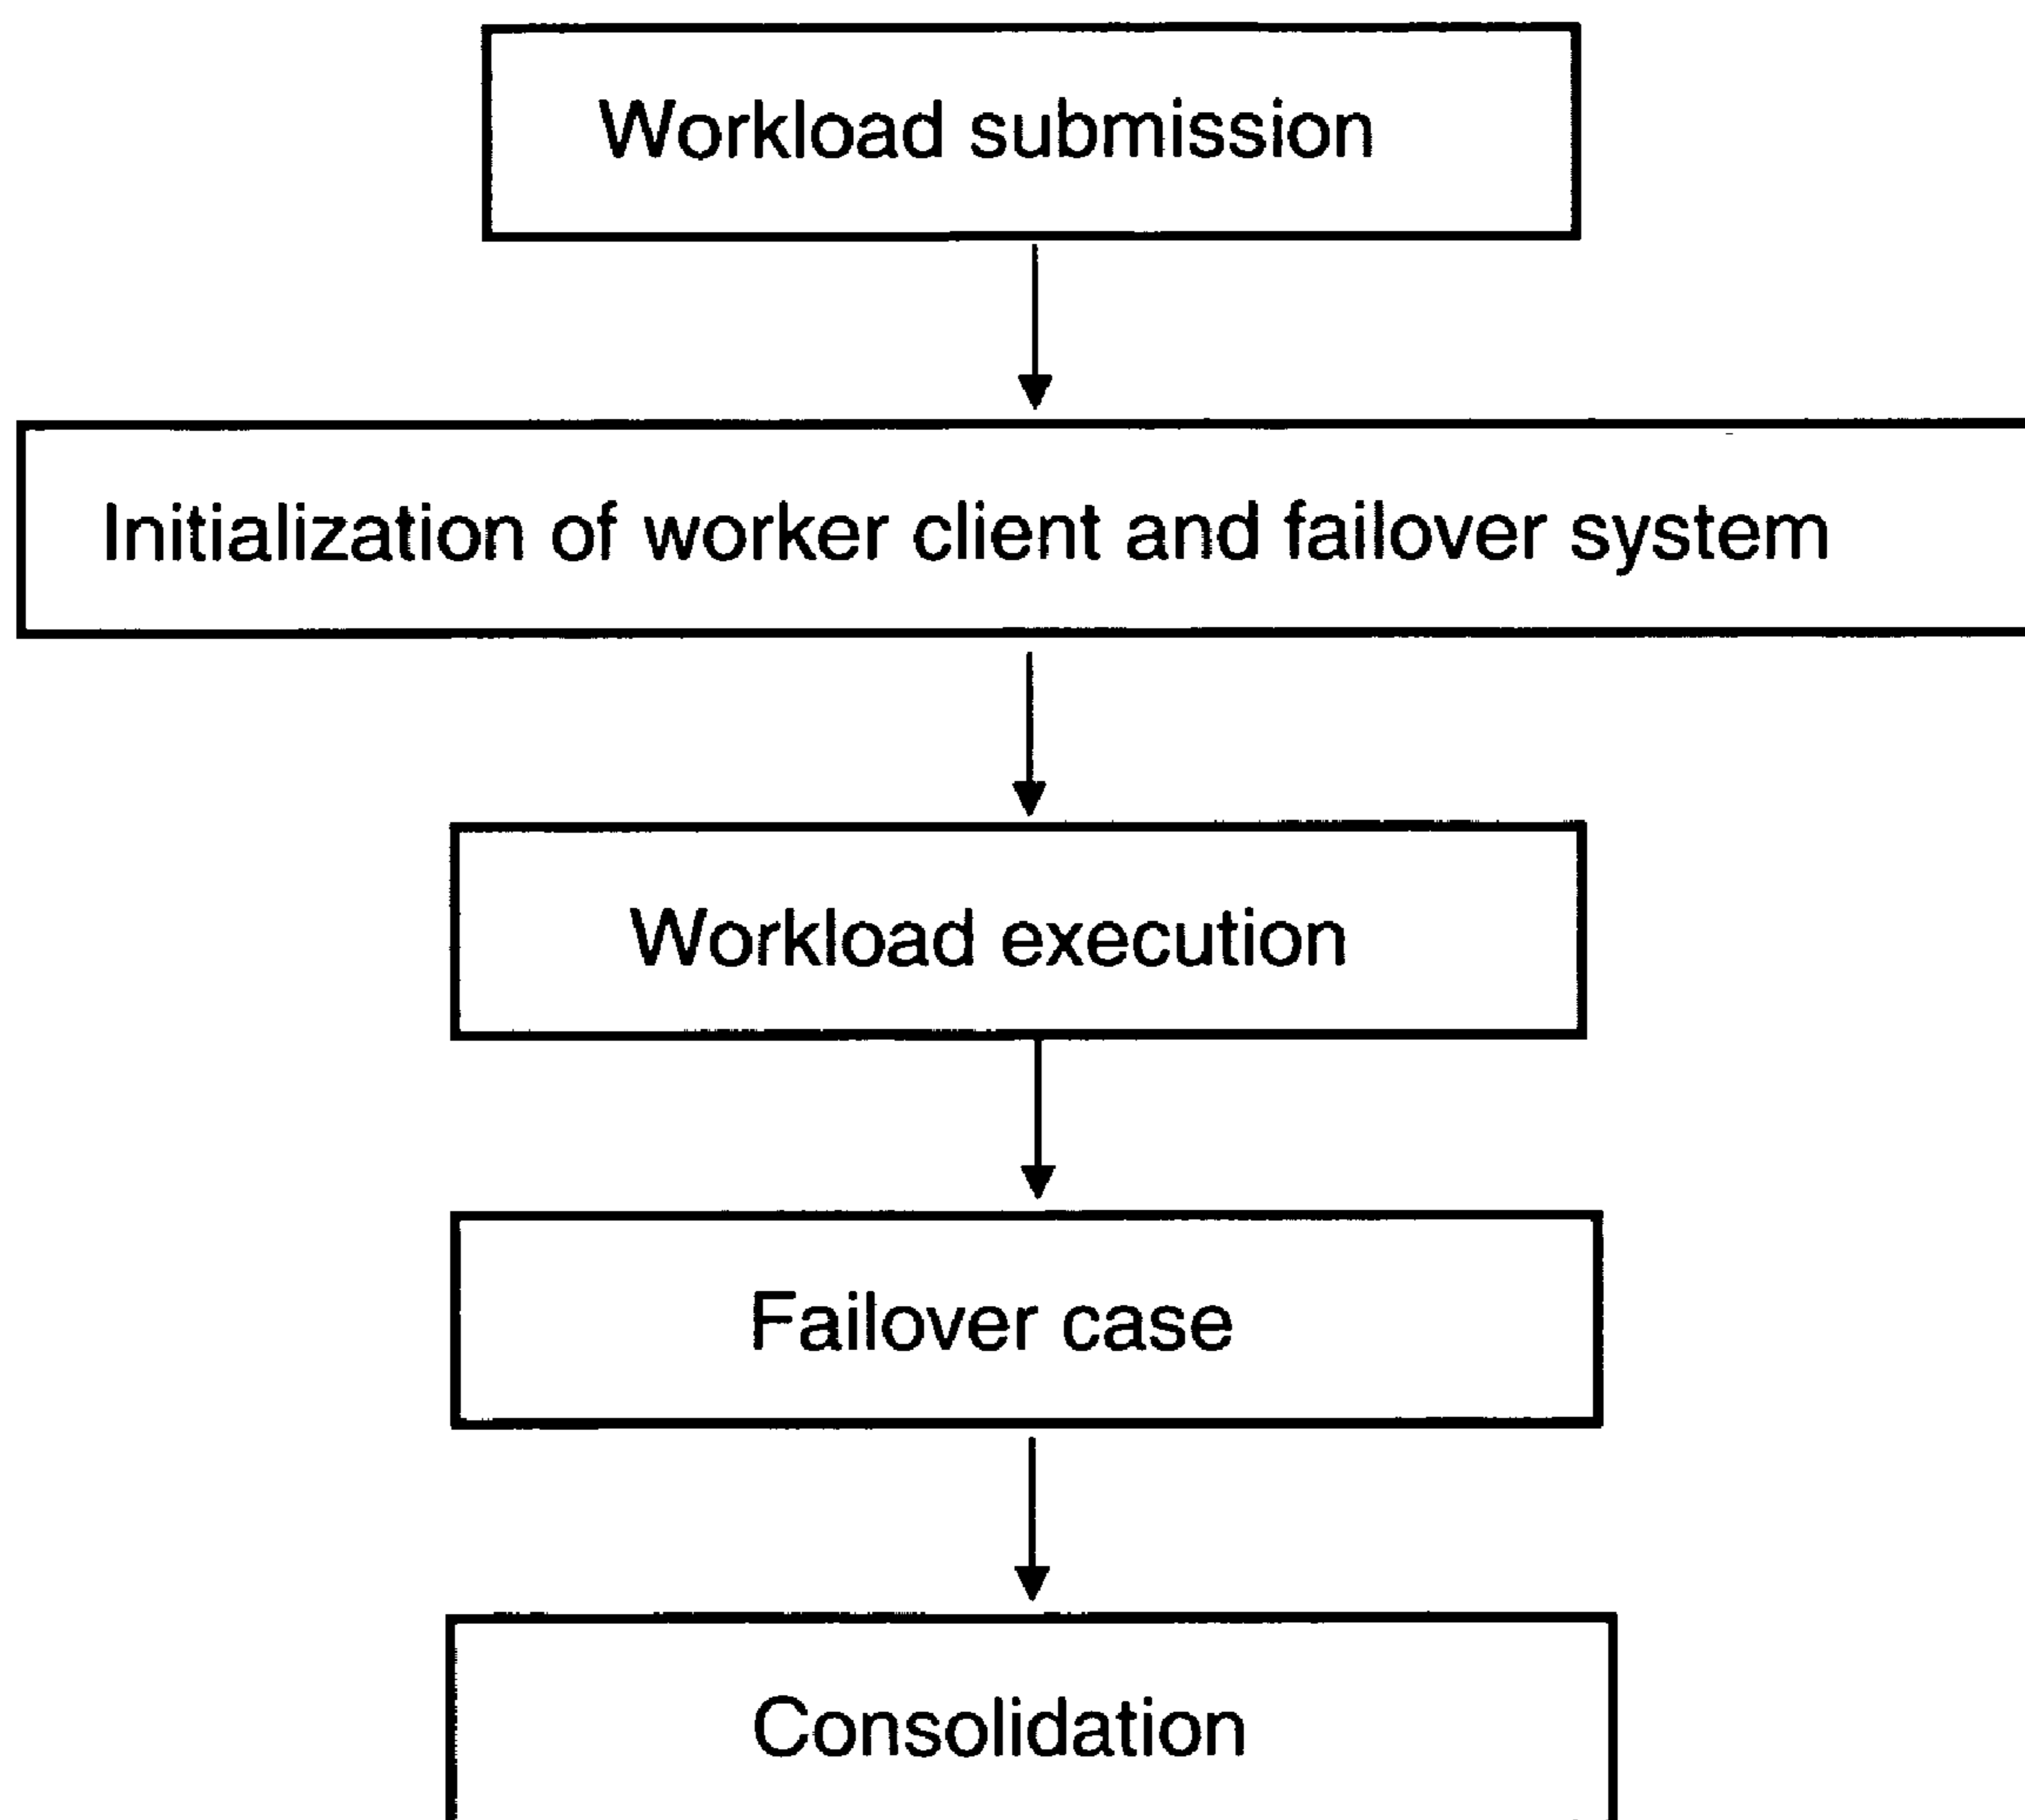 Workload submission
Initialization of worker client and failover system
Workload execution
Failover case
Consolidation